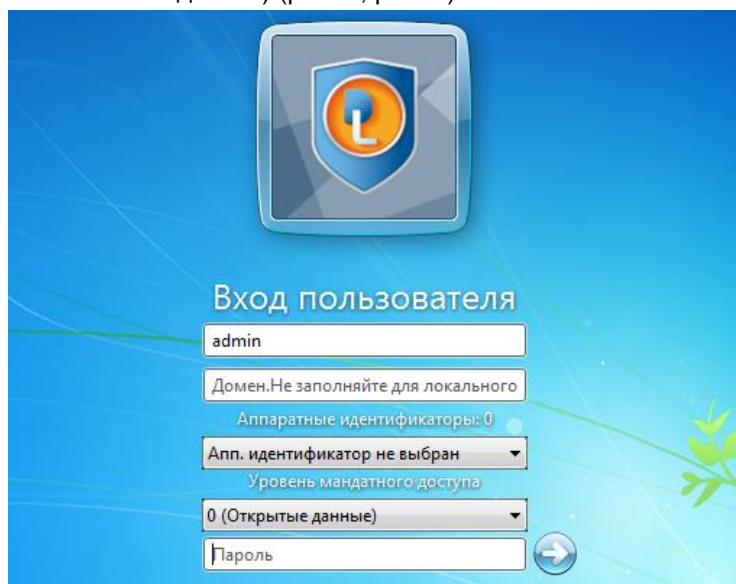 Вход пользователя
admin
Домен.Не заполняйте для локального
Аппаратные идентификаторы: 0
Апп. идентификатор не выбран
Уровень мандатного доступа
0 (Открытые данные)
Пароль